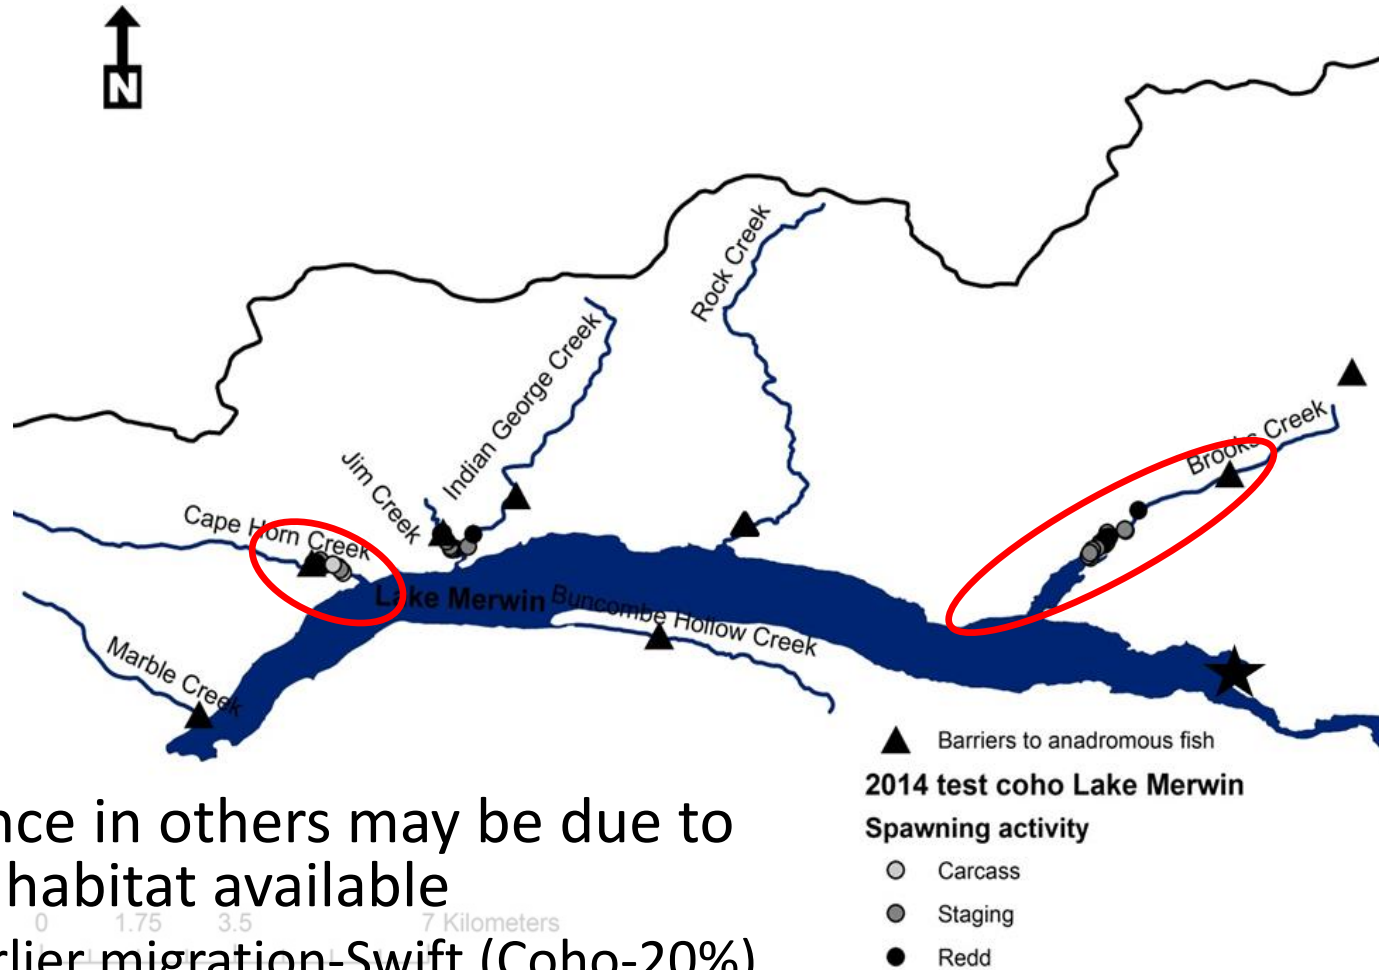 N
Rock Creek
Indian George Creek
Jim Creek
Brooks Creek
Cape Horn Creek
Lake Merwin
Buncombe Hollow Creek
Marble Creek
Barriers to anadromous fish
2014 test coho Lake Merwin
Spawning activity
Carcass
Staging
Redd
nce in others may be due to
habitat available
0 1.75 3.5 7 Kilometers
rlier migration-Swift (Coho-20%)